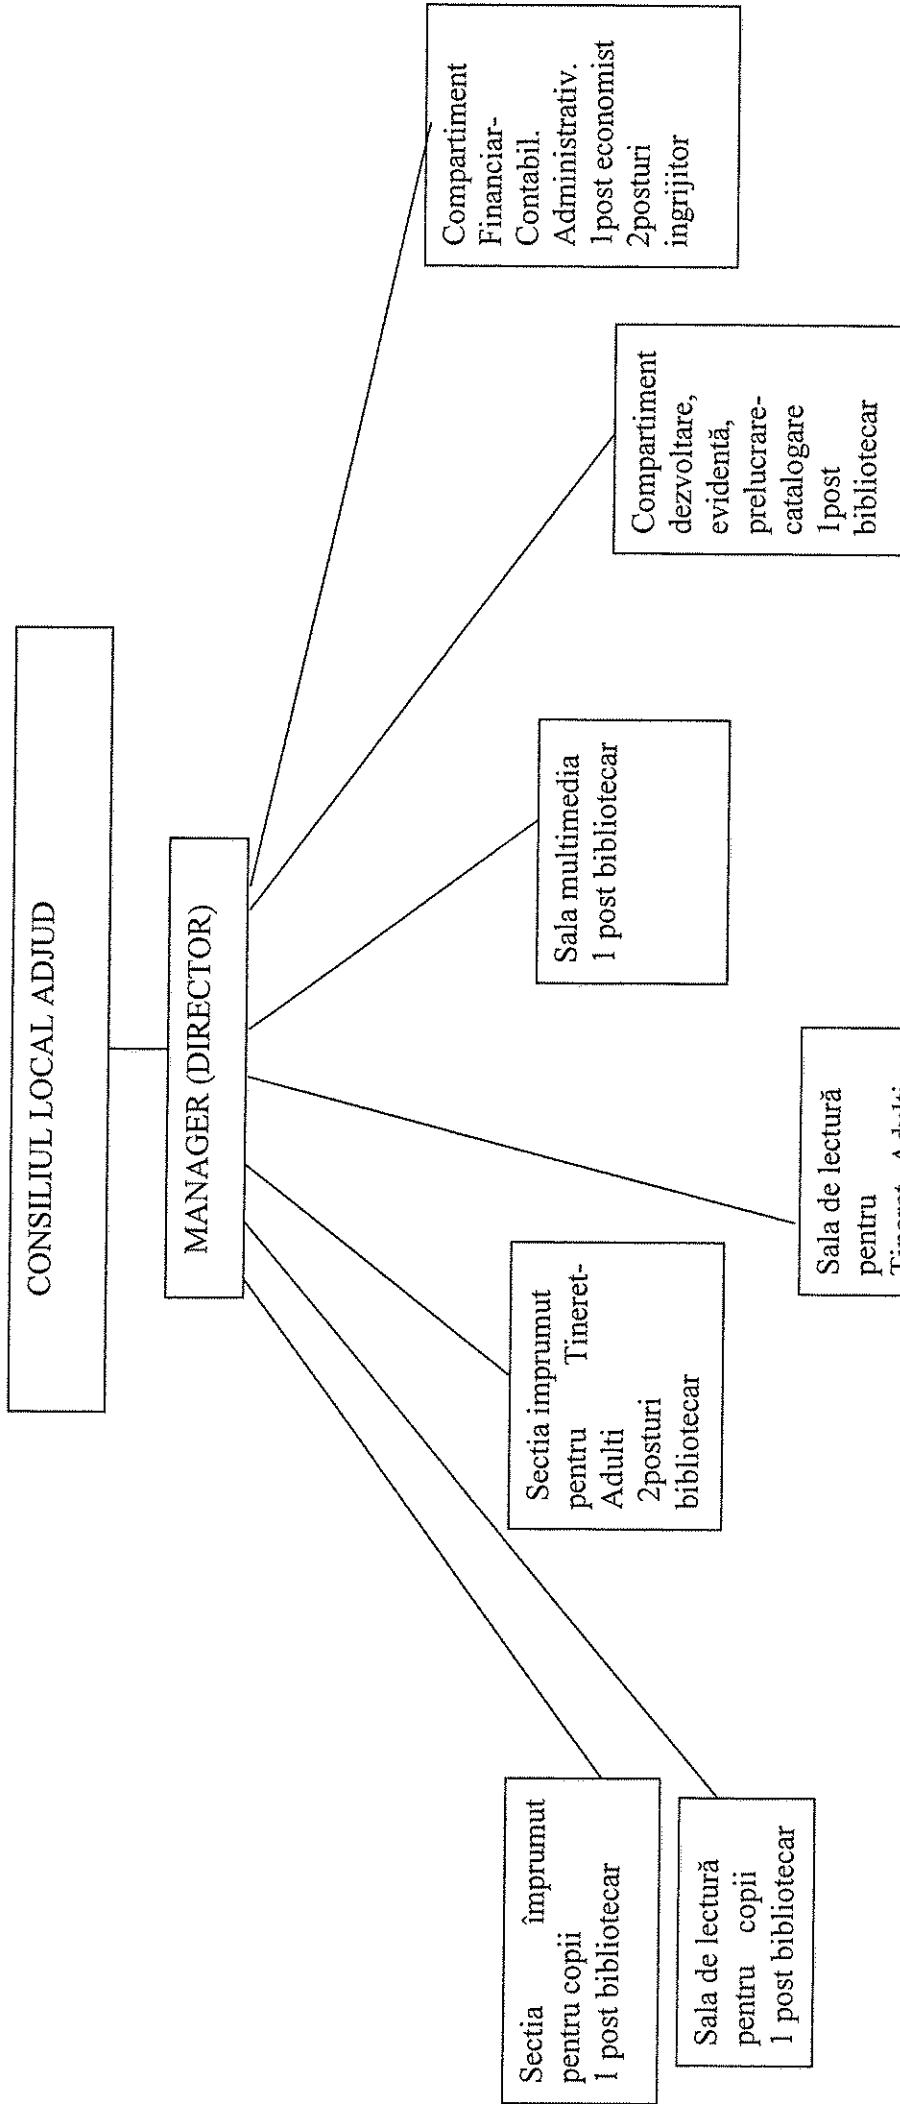 CONSILIUL LOCAL ADJUD
MANAGER (DIRECTOR)
Sectia împrumut
pentru copii
1 post bibliotecar
Sala de lectură
pentru copii
1 post bibliotecar
Sectia imprumut
pentru Tineret-
Adulti
2posturi
bibliotecar
Sala de lectură
pentru
Tineret- Adulti
Sala multimedia
1 post bibliotecar
Compartiment
dezvoltare,
evidentă,
prelucrare-
catalogare
1post
bibliotecar
Compartiment
Financiar-
Contabil.
Administrativ.
1post economist
2posturi
ingrijitor